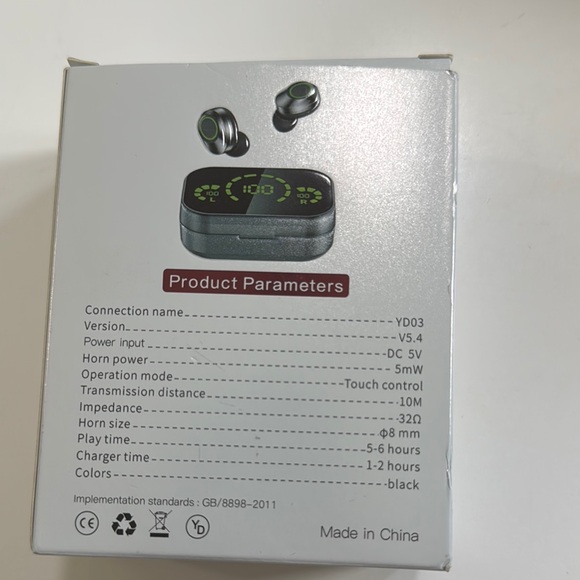 100 100 100
L R
Product Parameters
Connection name YD03
Version V5.4
Power input DC 5V
Horn power 5mW
Operation mode Touch control
Transmission distance 10M
Impedance 32Ω
Horn size φ8 mm
Play time 5-6 hours
Charger time 1-2 hours
Colors black
Implementation standards : GB/8898-2011
CE YD Made in China